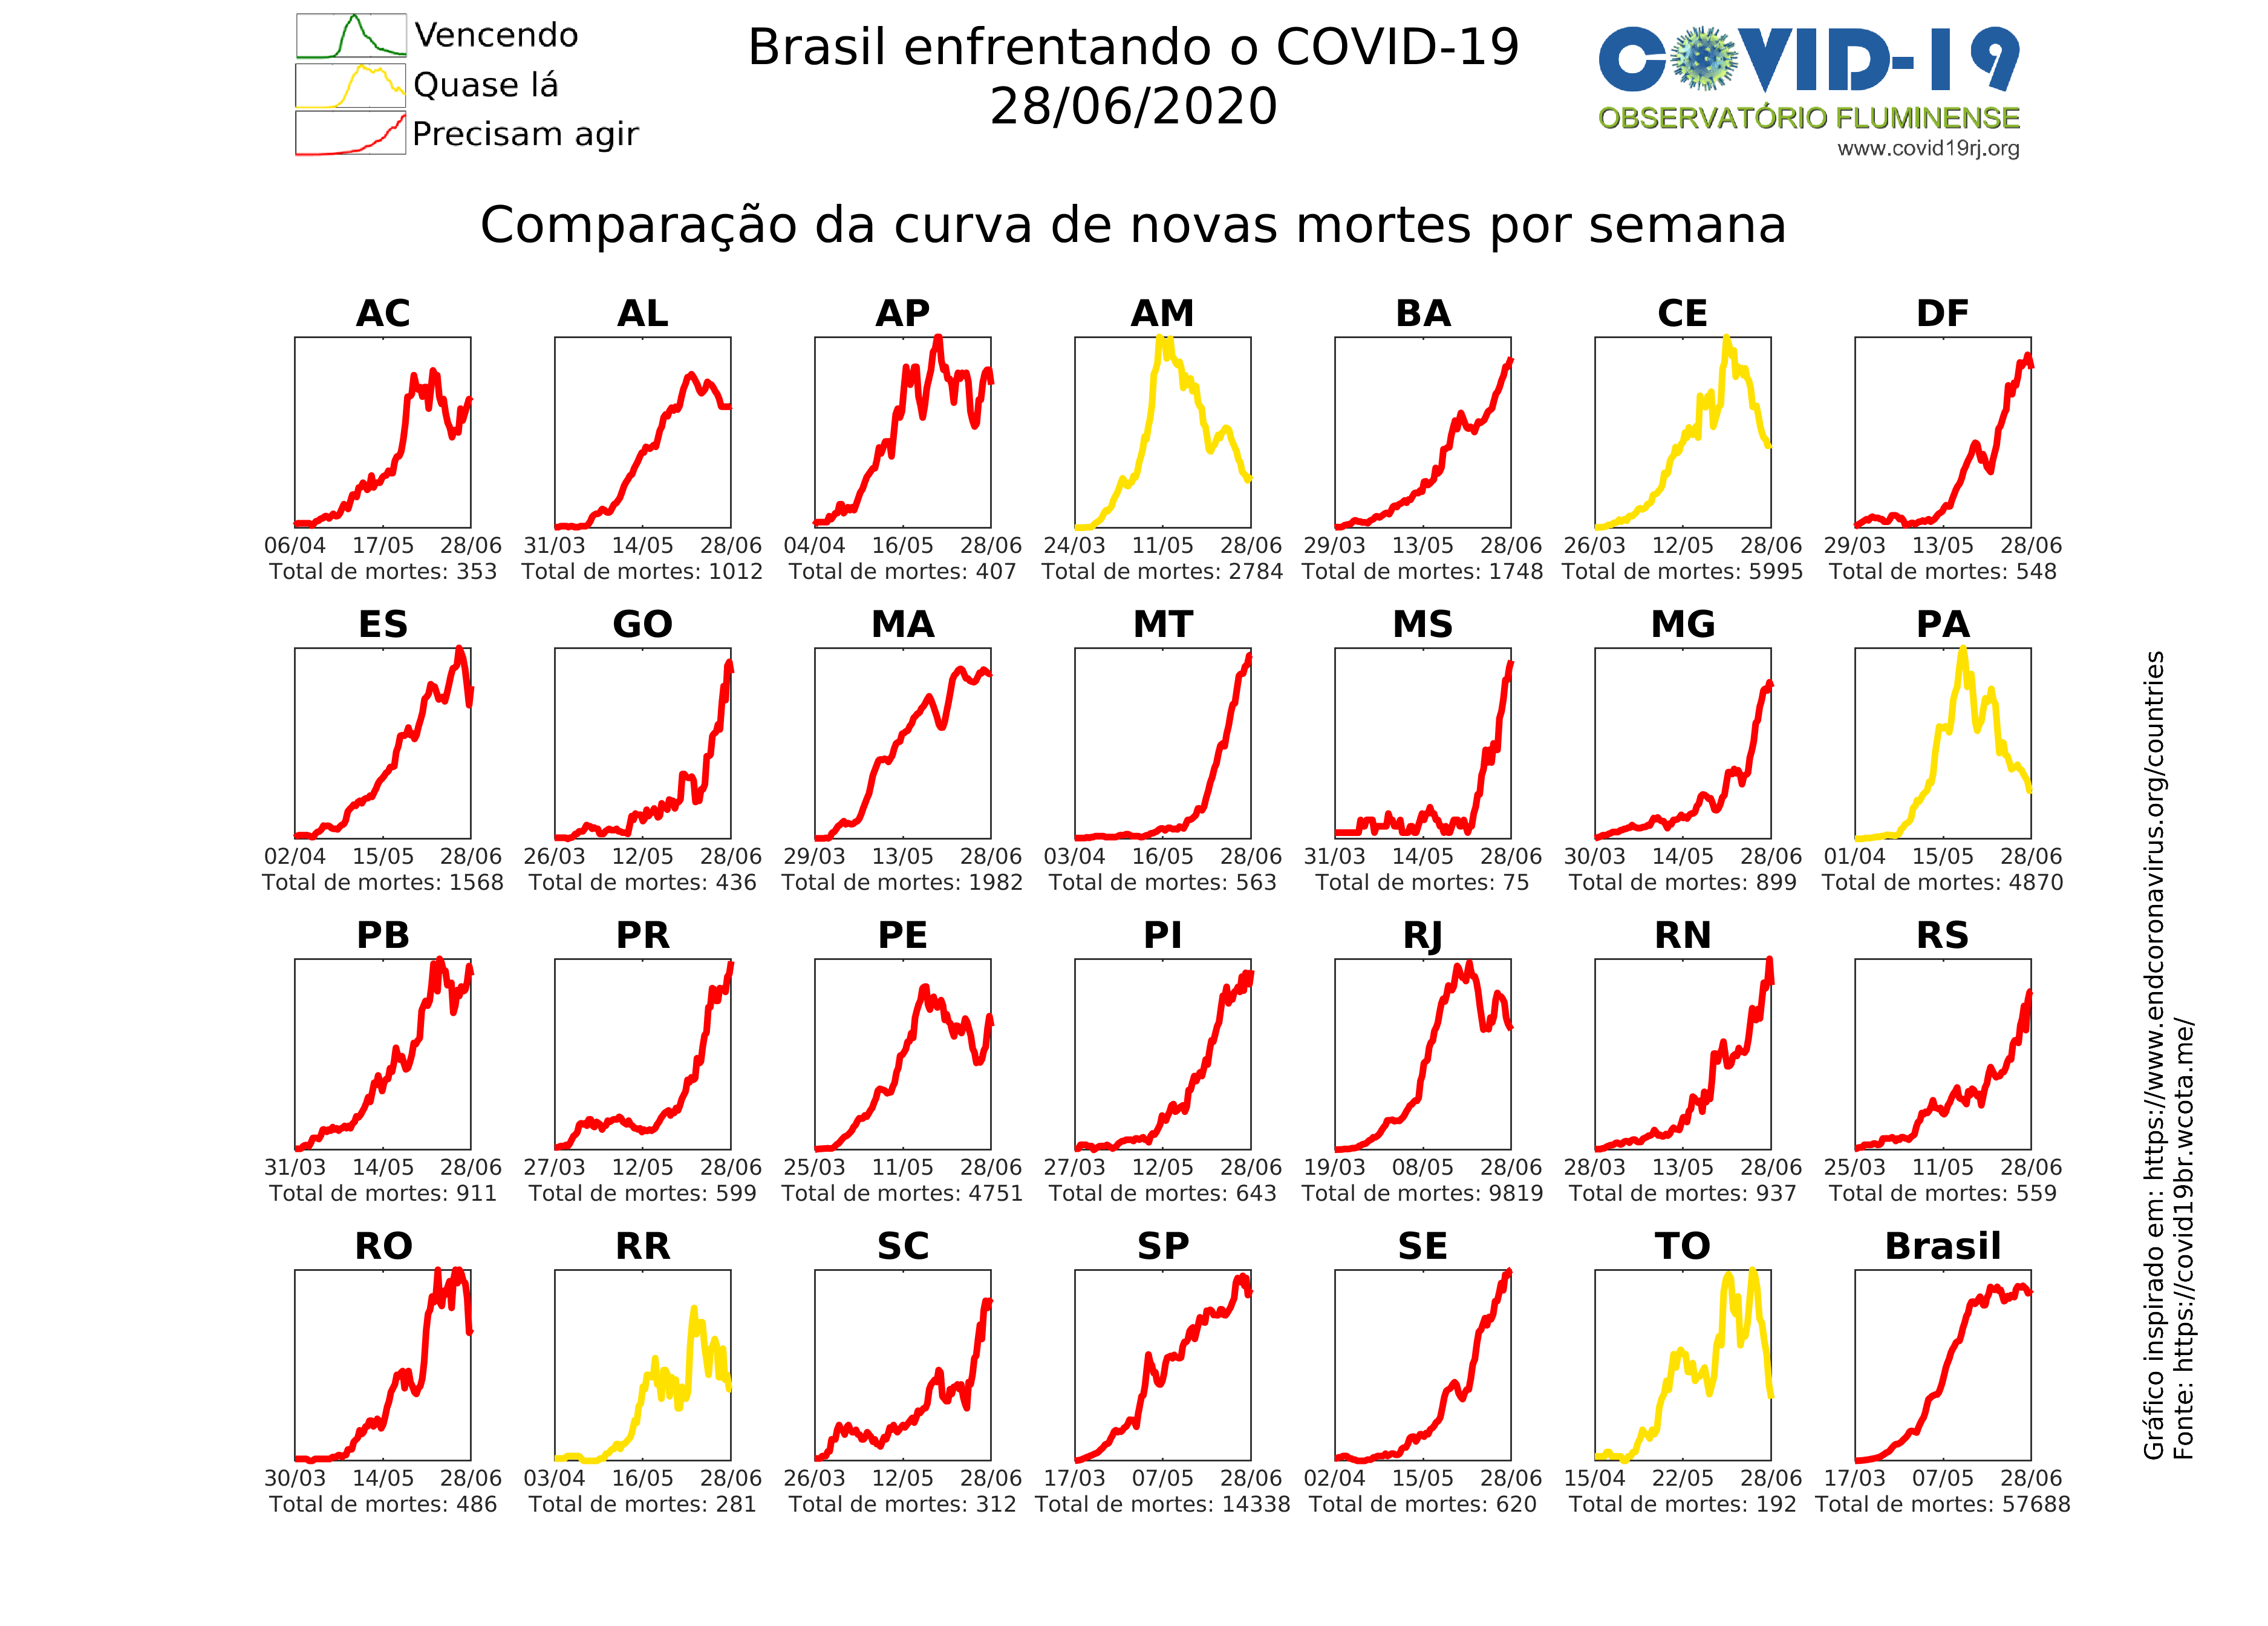 Vencendo
Quase lá
Precisam agir
Brasil enfrentando o COVID-19
28/06/2020
COVID-19
OBSERVATÓRIO FLUMINENSE
www.covid19rj.org
Comparação da curva de novas mortes por semana
AC
06/04 17/05 28/06
Total de mortes: 353
AL
31/03 14/05 28/06
Total de mortes: 1012
AP
04/04 16/05 28/06
Total de mortes: 407
AM
24/03 11/05 28/06
Total de mortes: 2784
BA
29/03 13/05 28/06
Total de mortes: 1748
CE
26/03 12/05 28/06
Total de mortes: 5995
DF
29/03 13/05 28/06
Total de mortes: 548
ES
02/04 15/05 28/06
Total de mortes: 1568
GO
26/03 12/05 28/06
Total de mortes: 436
MA
29/03 13/05 28/06
Total de mortes: 1982
MT
03/04 16/05 28/06
Total de mortes: 563
MS
31/03 14/05 28/06
Total de mortes: 75
MG
30/03 14/05 28/06
Total de mortes: 899
PA
01/04 15/05 28/06
Total de mortes: 4870
PB
31/03 14/05 28/06
Total de mortes: 911
PR
27/03 12/05 28/06
Total de mortes: 599
PE
25/03 11/05 28/06
Total de mortes: 4751
PI
27/03 12/05 28/06
Total de mortes: 643
RJ
19/03 08/05 28/06
Total de mortes: 9819
RN
28/03 13/05 28/06
Total de mortes: 937
RS
25/03 11/05 28/06
Total de mortes: 559
RO
30/03 14/05 28/06
Total de mortes: 486
RR
03/04 16/05 28/06
Total de mortes: 281
SC
26/03 12/05 28/06
Total de mortes: 312
SP
17/03 07/05 28/06
Total de mortes: 14338
SE
02/04 15/05 28/06
Total de mortes: 620
TO
15/04 22/05 28/06
Total de mortes: 192
Brasil
17/03 07/05 28/06
Total de mortes: 57688
Gráfico inspirado em: https://www.endcoronavirus.org/countries
Fonte: https://covid19br.wcota.me/